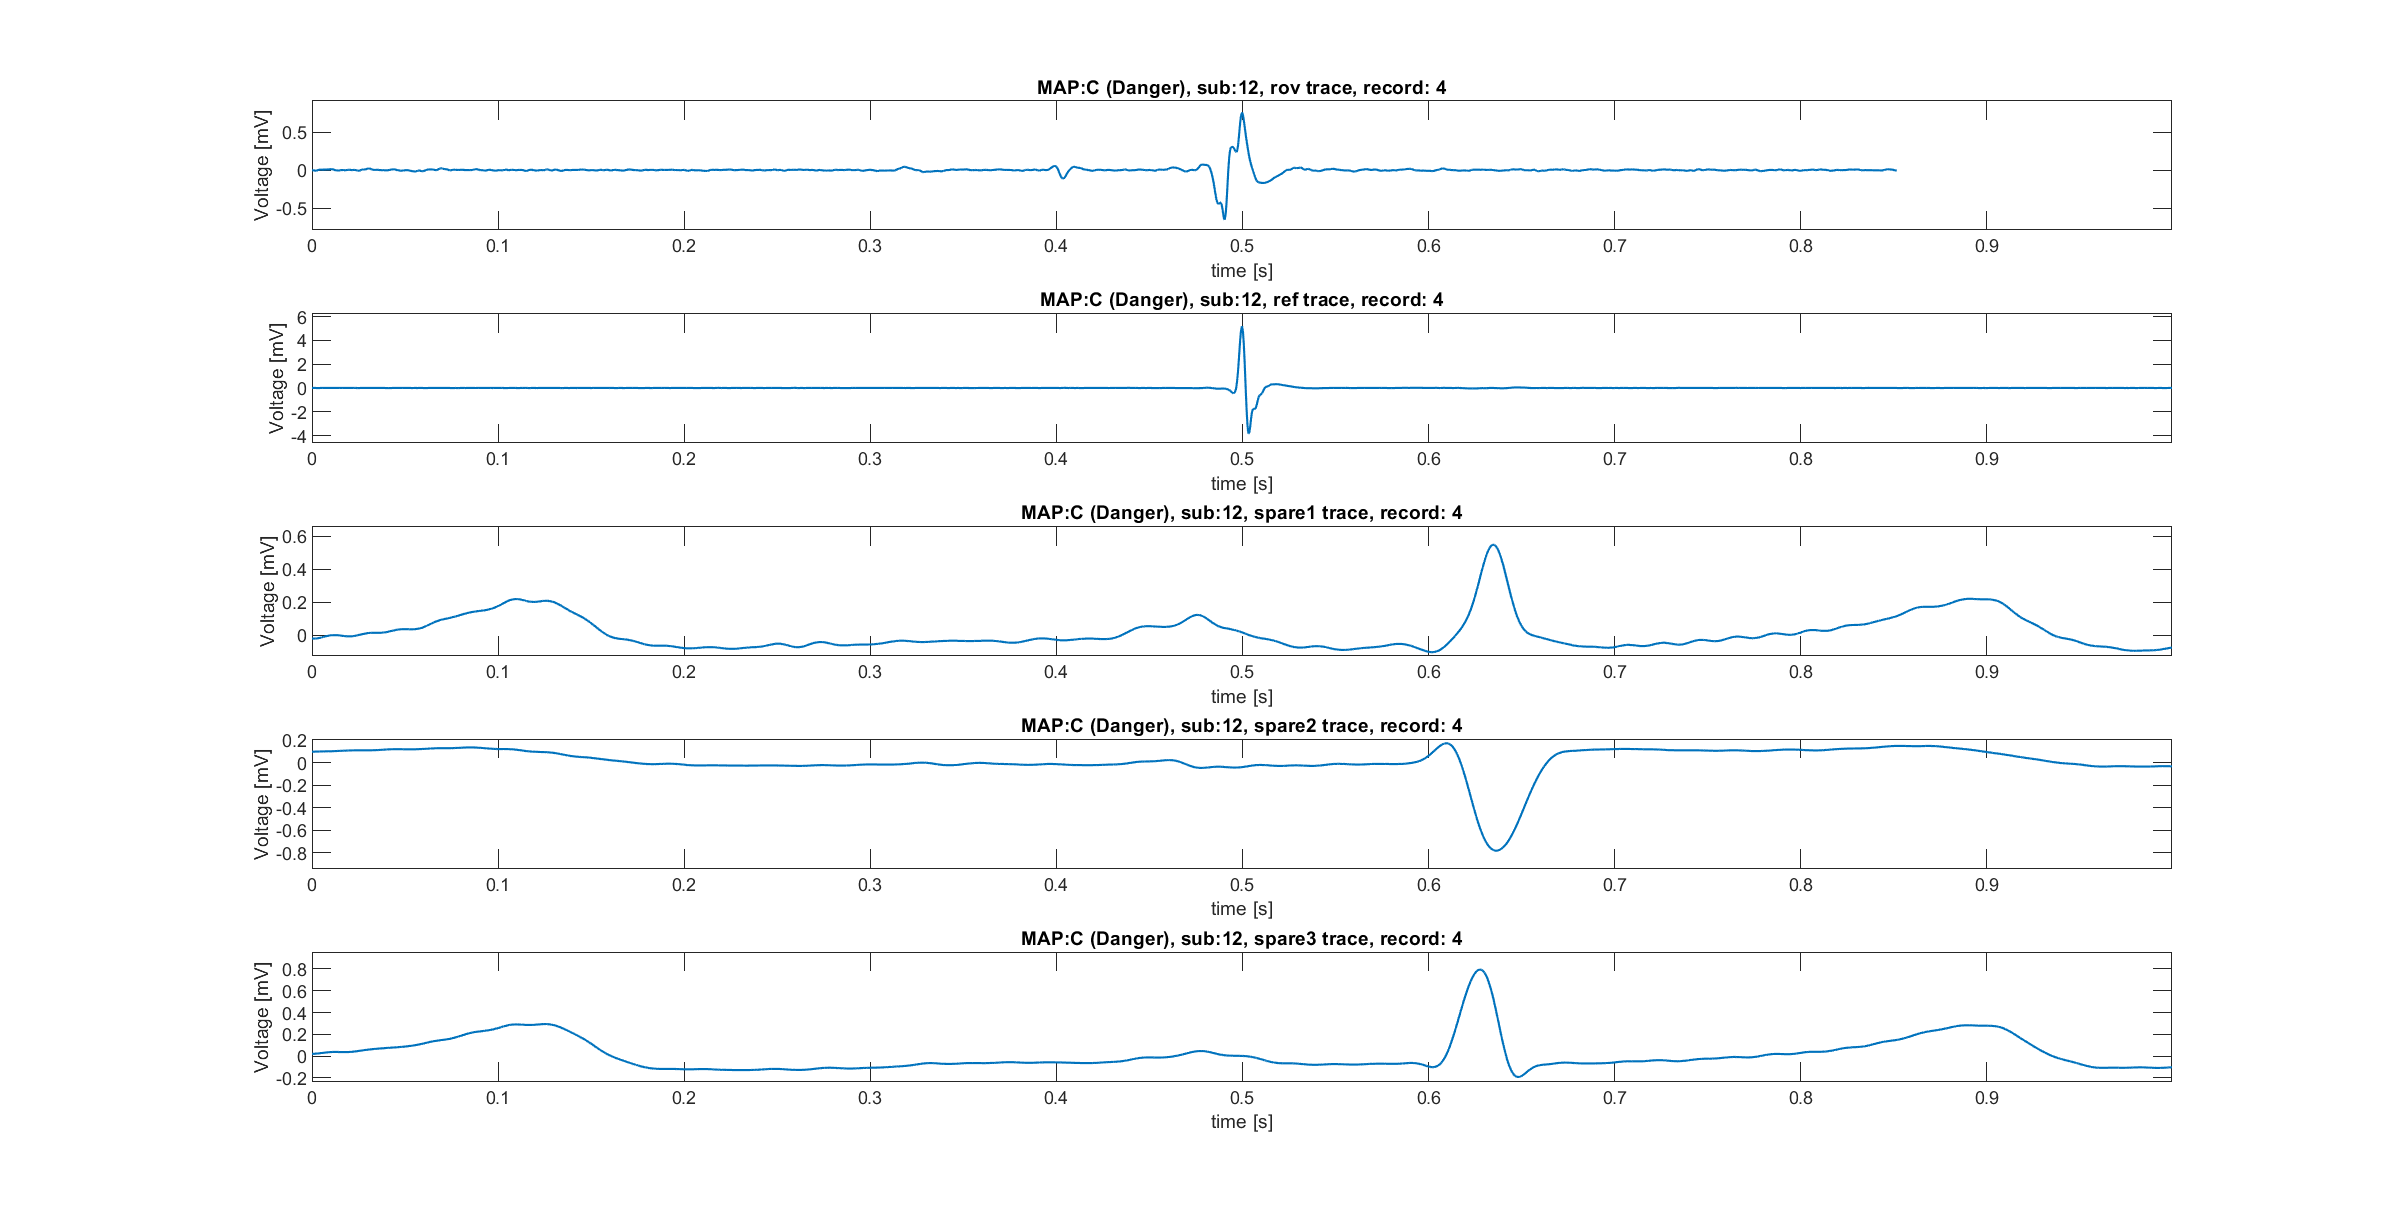 MAP:C (Danger), sub:12, rov trace, record: 4
Voltage [mV]
0.5
0
-0.5
0 0.1 0.2 0.3 0.4 0.5 0.6 0.7 0.8 0.9
time [s]
MAP:C (Danger), sub:12, ref trace, record: 4
Voltage [mV]
6
4
2
0
-2
-4
0 0.1 0.2 0.3 0.4 0.5 0.6 0.7 0.8 0.9
time [s]
MAP:C (Danger), sub:12, spare1 trace, record: 4
Voltage [mV]
0.6
0.4
0.2
0
0 0.1 0.2 0.3 0.4 0.5 0.6 0.7 0.8 0.9
time [s]
MAP:C (Danger), sub:12, spare2 trace, record: 4
Voltage [mV]
0.2
0
-0.2
-0.4
-0.6
-0.8
0 0.1 0.2 0.3 0.4 0.5 0.6 0.7 0.8 0.9
time [s]
MAP:C (Danger), sub:12, spare3 trace, record: 4
Voltage [mV]
0.8
0.6
0.4
0.2
0
-0.2
0 0.1 0.2 0.3 0.4 0.5 0.6 0.7 0.8 0.9
time [s]